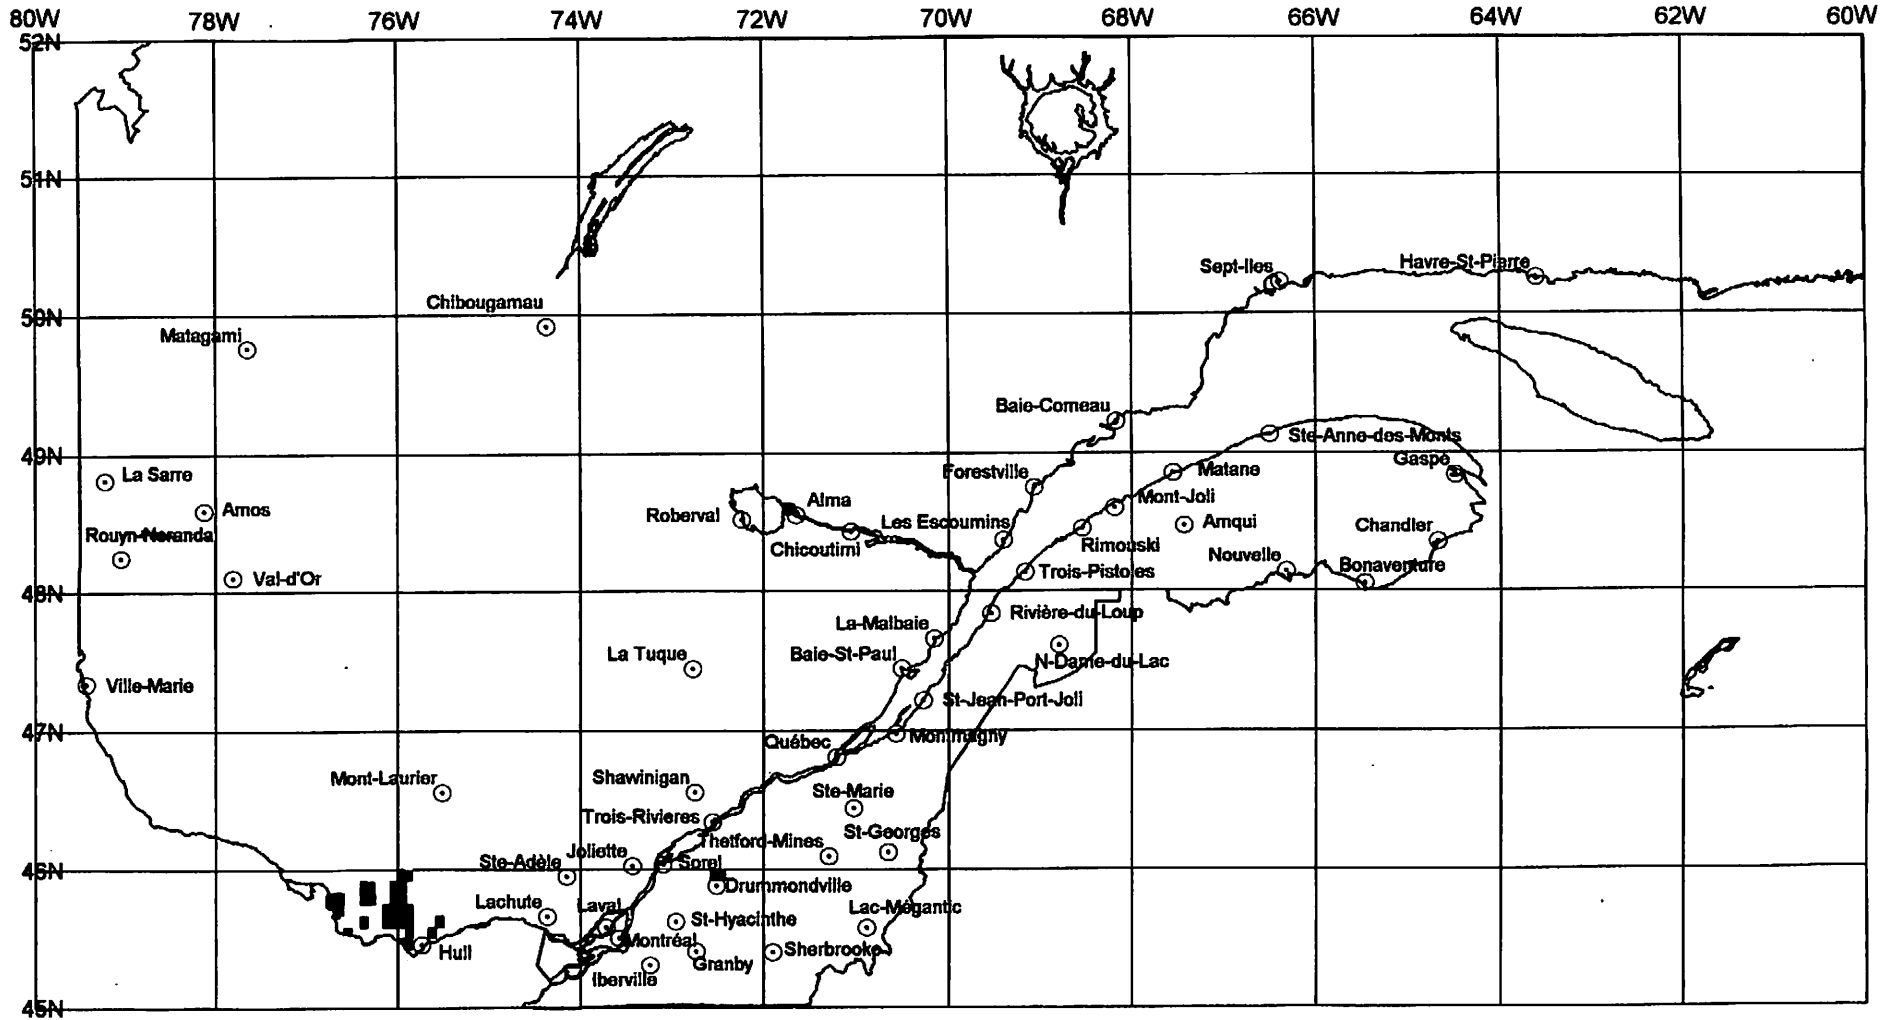 80W 78W 76W 74W 72W 70W 68W 66W 64W 62W 60W
52N
51N
Sept-Iles
Havre-St-Pierre
Chibougamau
50N
Matagami
Baie-Comeau
Ste-Anne-des-Monts
49N
Gaspé
La Sarre
Forestville
Matane
Alma
Mont-Joli
Amos
Roberval
Les Escoumins
Amqui
Chandler
Rouyn-Noranda
Chicoutimi
Rimouski
Nouvelle
Bonaventure
Val-d'Or
Trois-Pistoles
48N
Rivière-du-Loup
La-Malbaie
La Tuque
Baie-St-Paul
N-Dame-du-Lac
Ville-Marie
St-Jean-Port-Joli
47N
Québec
Montmagny
Mont-Laurier
Shawinigan
Ste-Marie
Trois-Rivieres
St-Georges
Thetford-Mines
Joliette
Ste-Adèle
Sorel
46N
Drummondville
Lachute
Laval
Lac-Mégantic
St-Hyacinthe
Montréal
Hull
Sherbrooke
Granby
Iberville
45N